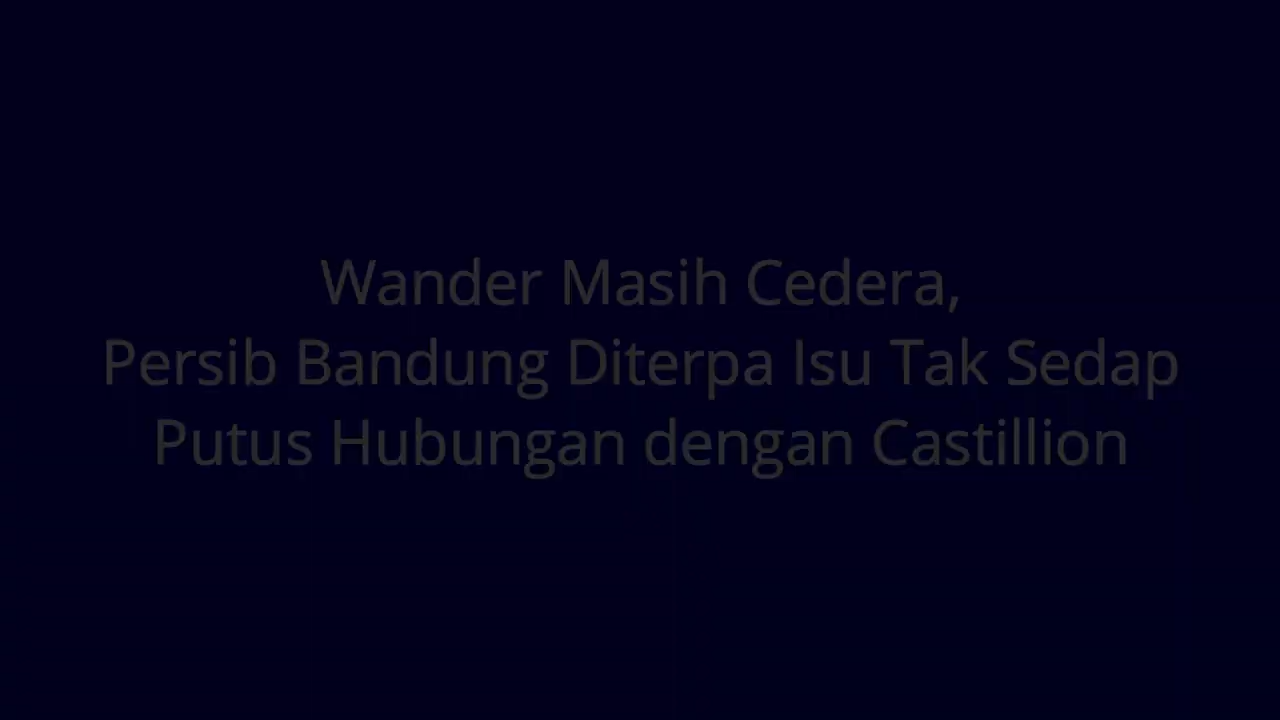 Wander Masih Cedera,
Persib Bandung Diterpa Isu Tak Sedap
Putus Hubungan dengan Castillion